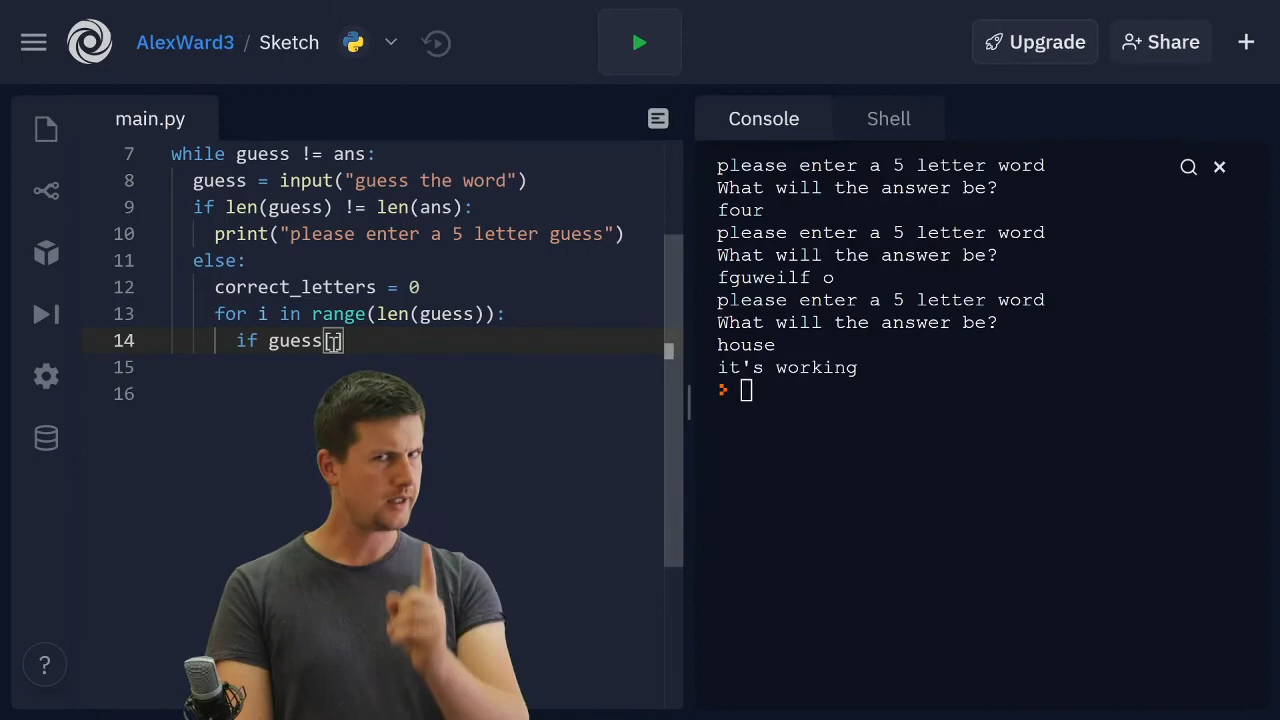 AlexWard3 / Sketch
Upgrade
Share
main.py
7 while guess != ans:
8 guess = input("guess the word")
9 if len(guess) != len(ans):
10 print("please enter a 5 letter guess")
11 else:
12 correct_letters = 0
13 for i in range(len(guess)):
14 if guess[]
15
16
?
Console
Shell
please enter a 5 letter word
What will the answer be?
four
please enter a 5 letter word
What will the answer be?
fguweilf o
please enter a 5 letter word
What will the answer be?
house
it's working